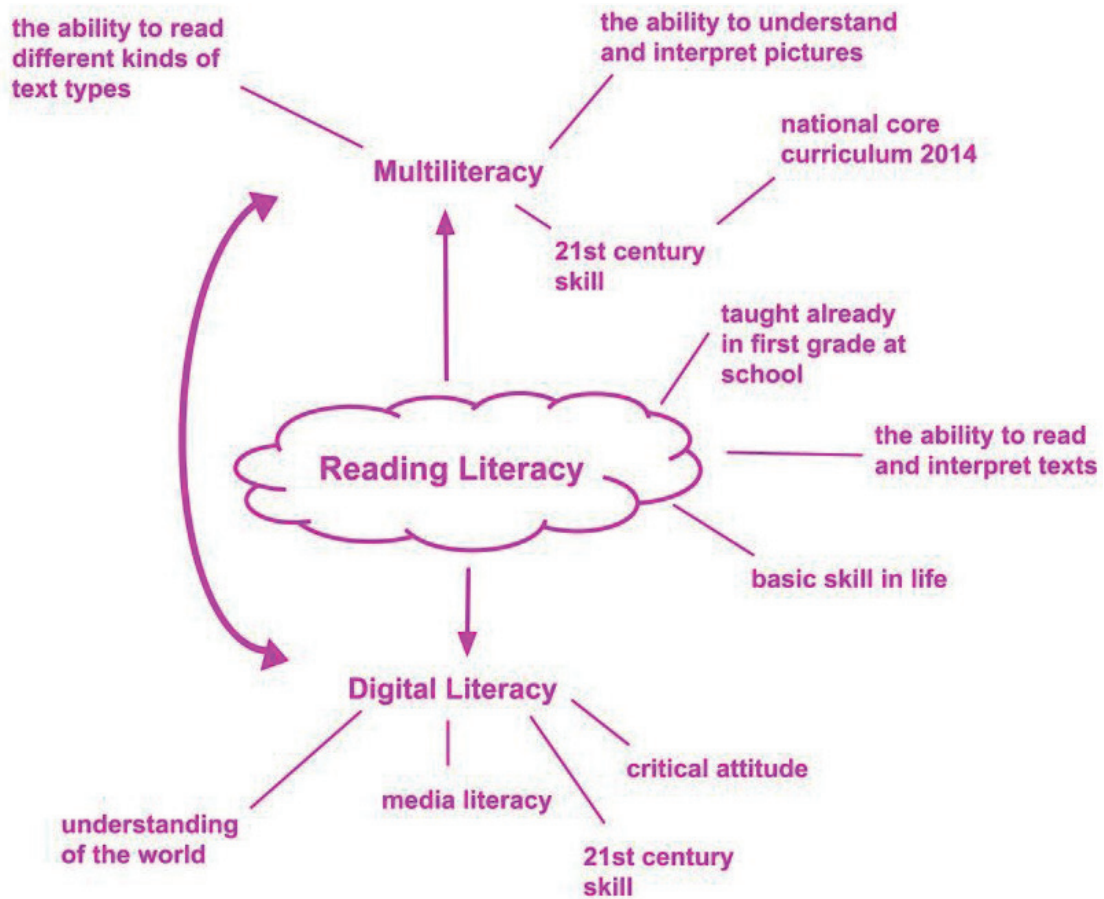 the ability to read
different kinds of
text types
the ability to understand
and interpret pictures
national core
curriculum 2014
Multiliteracy
21st century
skill
taught already
in first grade at
school
Reading Literacy
the ability to read
and interpret texts
basic skill in life
Digital Literacy
critical attitude
media literacy
understanding
of the world
21st century
skill